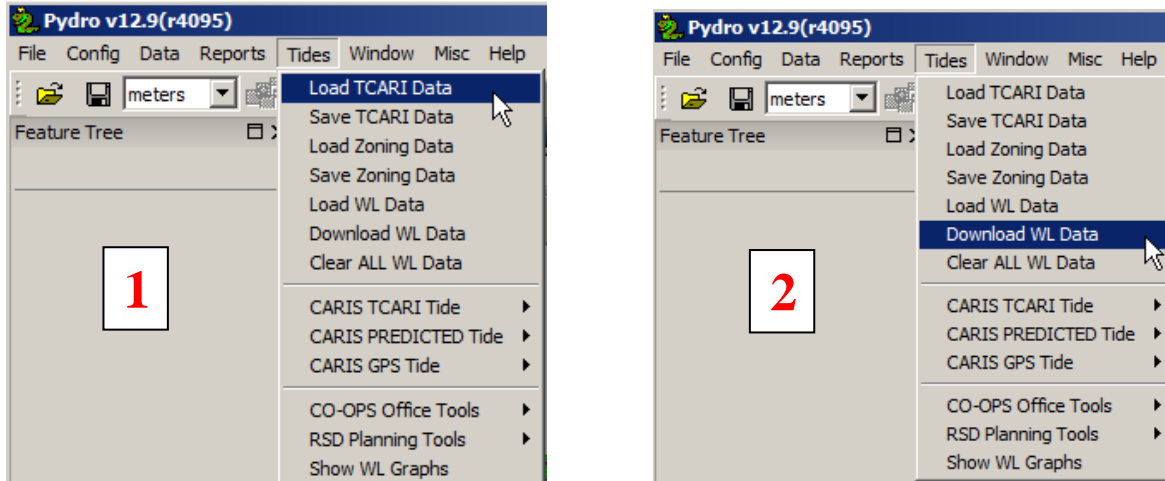 Pydro v12.9(r4095)
File Config Data Reports Tides Window Misc Help
meters
Feature Tree
Load TCARI Data
Save TCARI Data
Load Zoning Data
Save Zoning Data
Load WL Data
Download WL Data
Clear ALL WL Data
CARIS TCARI Tide
CARIS PREDICTED Tide
CARIS GPS Tide
CO-OPS Office Tools
RSD Planning Tools
Show WL Graphs
1
Pydro v12.9(r4095)
File Config Data Reports Tides Window Misc Help
meters
Feature Tree
Load TCARI Data
Save TCARI Data
Load Zoning Data
Save Zoning Data
Load WL Data
Download WL Data
Clear ALL WL Data
CARIS TCARI Tide
CARIS PREDICTED Tide
CARIS GPS Tide
CO-OPS Office Tools
RSD Planning Tools
Show WL Graphs
2